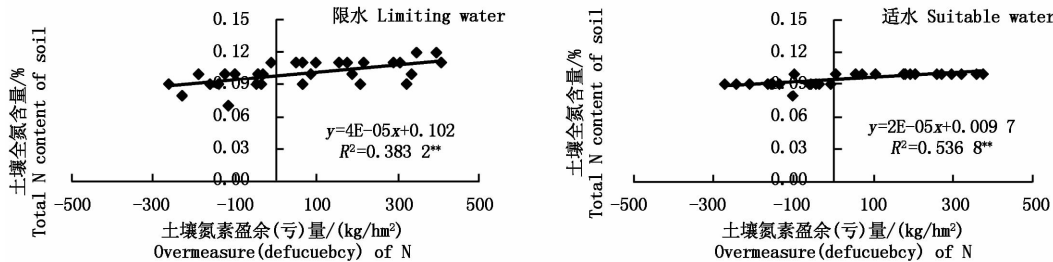 限水 Limiting water
土壤全氮含量/%
Total N content of soil
0.15
0.12
0.09
0.06
0.03
0.00
y=4E-05x+0.102
R²=0.383 2**
-500 -300 -100 100 300 500
土壤氮素盈余(亏)量/(kg/hm²)
Overmeasure(defucuebcy) of N
适水 Suitable water
土壤全氮含量/%
Total N content of soil
0.15
0.12
0.09
0.06
0.03
0.00
y=2E-05x+0.009 7
R²=0.536 8**
-500 -300 -100 100 300 500
土壤氮素盈余(亏)量/(kg/hm²)
Overmeasure(defucuebcy) of N